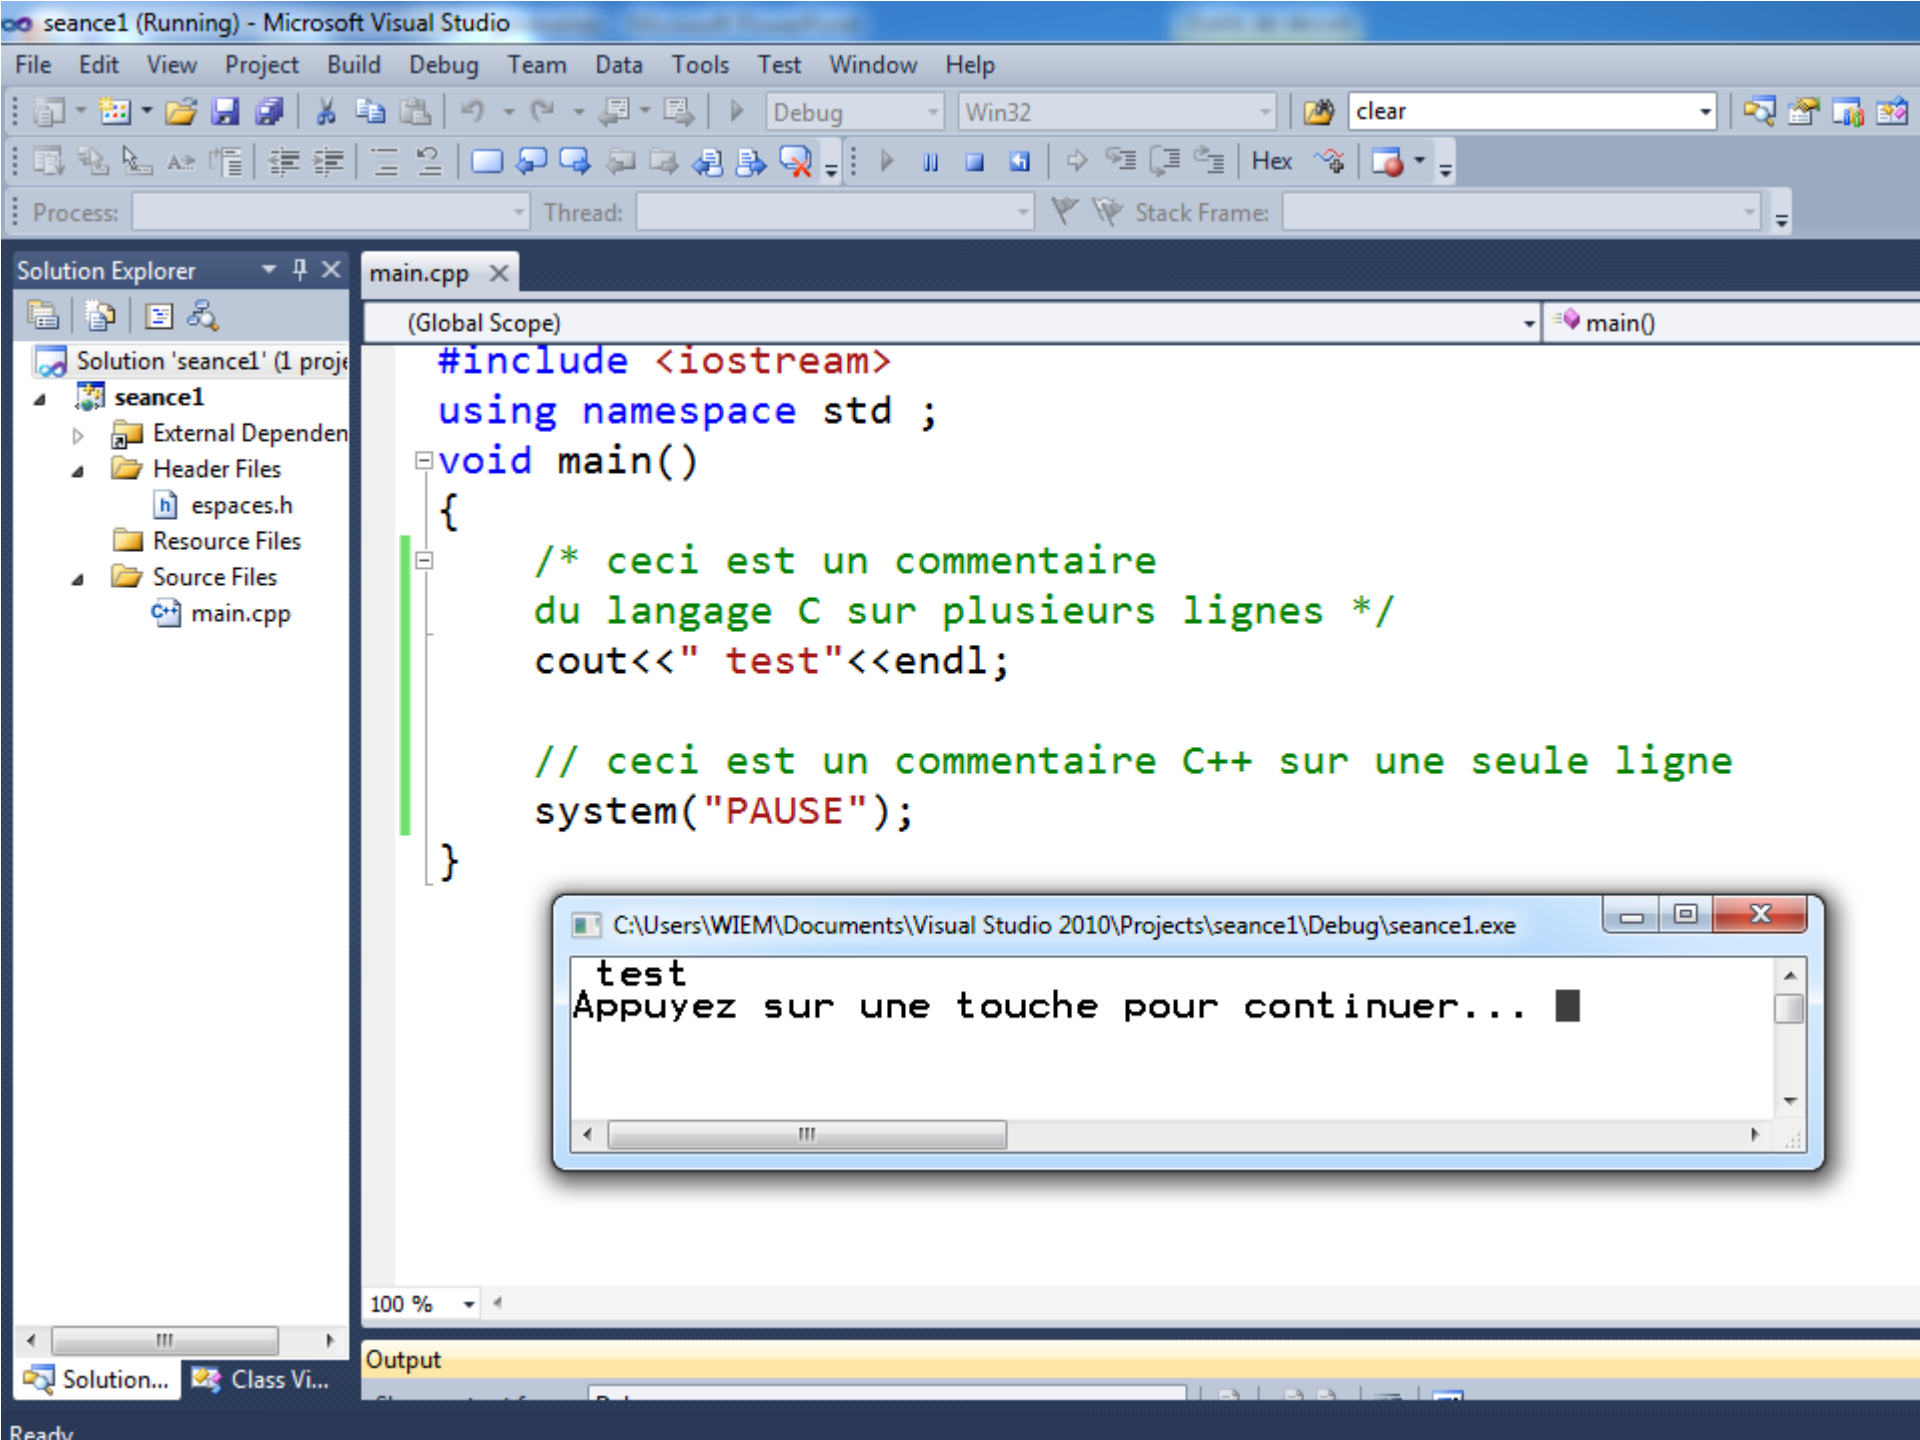 seance1 (Running) - Microsoft Visual Studio
File Edit View Project Build Debug Team Data Tools Test Window Help
Debug Win32 clear
Hex
Process: Thread: Stack Frame:
Solution Explorer
main.cpp
(Global Scope) main()
Solution 'seance1' (1 proje
seance1
External Dependen
Header Files
espaces.h
Resource Files
Source Files
main.cpp
#include <iostream>
using namespace std ;
void main()
{
/* ceci est un commentaire
du langage C sur plusieurs lignes */
cout<<" test"<<endl;
// ceci est un commentaire C++ sur une seule ligne
system("PAUSE");
}
C:\Users\WIEM\Documents\Visual Studio 2010\Projects\seance1\Debug\seance1.exe
test
Appuyez sur une touche pour continuer...
100 %
Output
Solution... Class Vi...
Ready